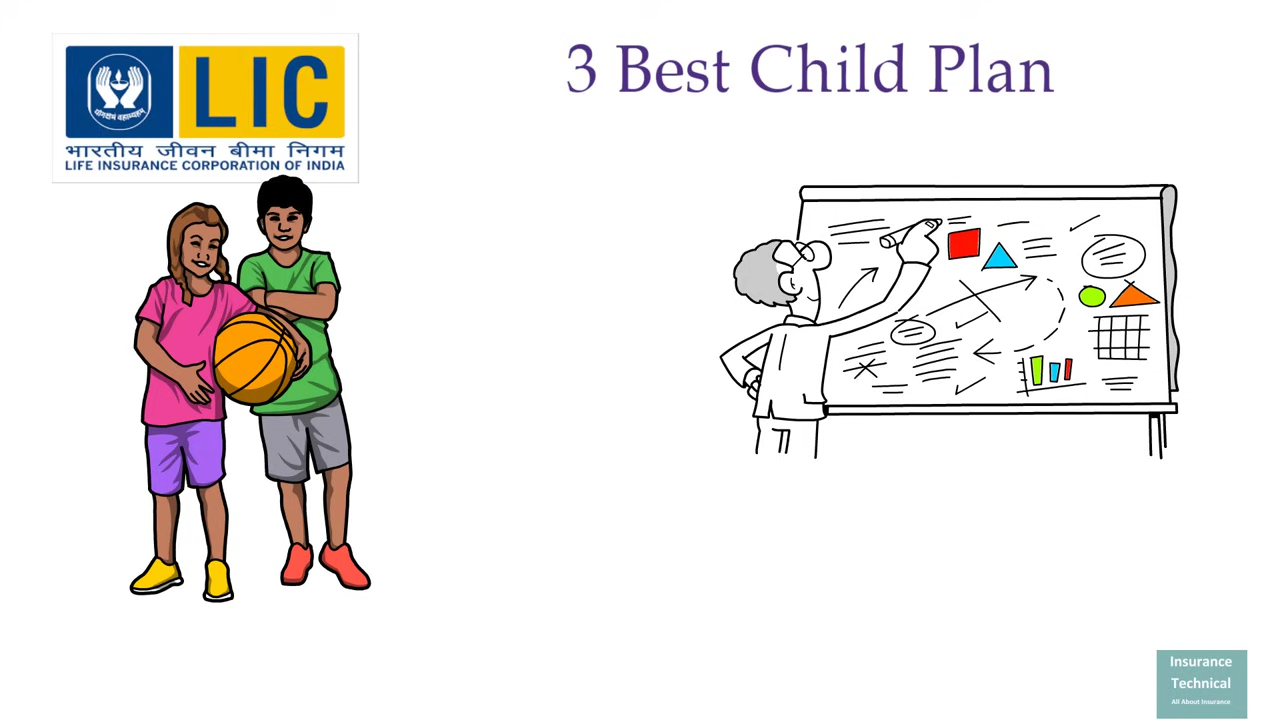 3 Best Child Plan
LIC
भारतीय जीवन बीमा निगम
LIFE INSURANCE CORPORATION OF INDIA
Insurance
Technical
All About Insurance